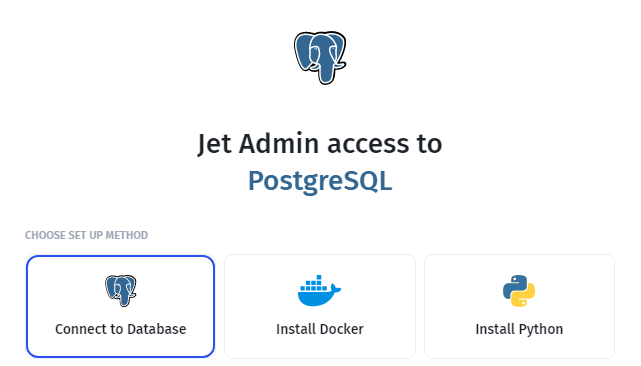 Jet Admin access to
PostgreSQL
CHOOSE SET UP METHOD
Connect to Database
Install Docker
Install Python